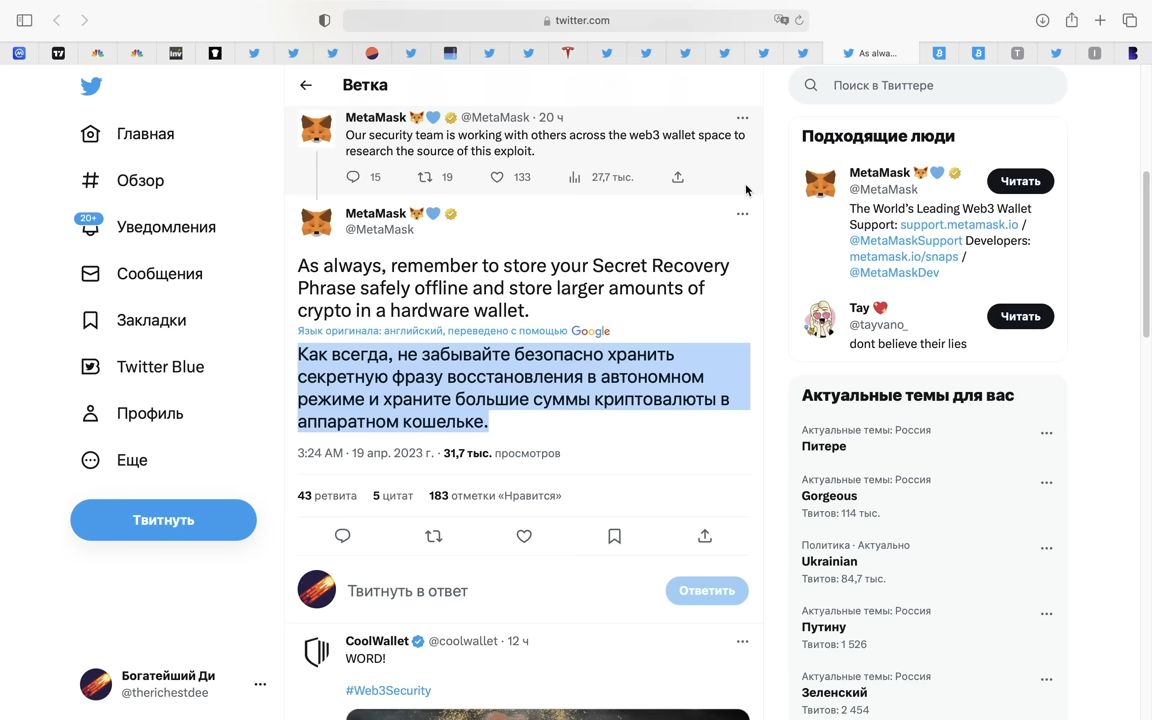 twitter.com
As alwa...
Главная
Обзор
20+
Уведомления
Сообщения
Закладки
Twitter Blue
Профиль
Еще
Твитнуть
Богатейший Ди
@therichestdee
Ветка
MetaMask 🦊💙 @MetaMask · 20 ч
Our security team is working with others across the web3 wallet space to
research the source of this exploit.
15 19 133 27,7 тыс.
MetaMask 🦊💙
@MetaMask
As always, remember to store your Secret Recovery
Phrase safely offline and store larger amounts of
crypto in a hardware wallet.
Язык оригинала: английский, переведено с помощью Google
Как всегда, не забывайте безопасно хранить
секретную фразу восстановления в автономном
режиме и храните большие суммы криптовалюты в
аппаратном кошельке.
3:24 AM · 19 апр. 2023 г. · 31,7 тыс. просмотров
43 ретвита 5 цитат 183 отметки «Нравится»
Твитнуть в ответ
Ответить
CoolWallet @coolwallet · 12 ч
WORD!
#Web3Security
Поиск в Твиттере
Подходящие люди
MetaMask 🦊💙
@MetaMask
Читать
The World's Leading Web3 Wallet
Support: support.metamask.io /
@MetaMaskSupport Developers:
metamask.io/snaps /
@MetaMaskDev
Tay ❤️
@tayvano_
Читать
dont believe their lies
Актуальные темы для вас
Актуальные темы: Россия
Питере
Актуальные темы: Россия
Gorgeous
Твитов: 114 тыс.
Политика · Актуально
Ukrainian
Твитов: 84,7 тыс.
Актуальные темы: Россия
Путину
Твитов: 1 526
Актуальные темы: Россия
Зеленский
Твитов: 2 454